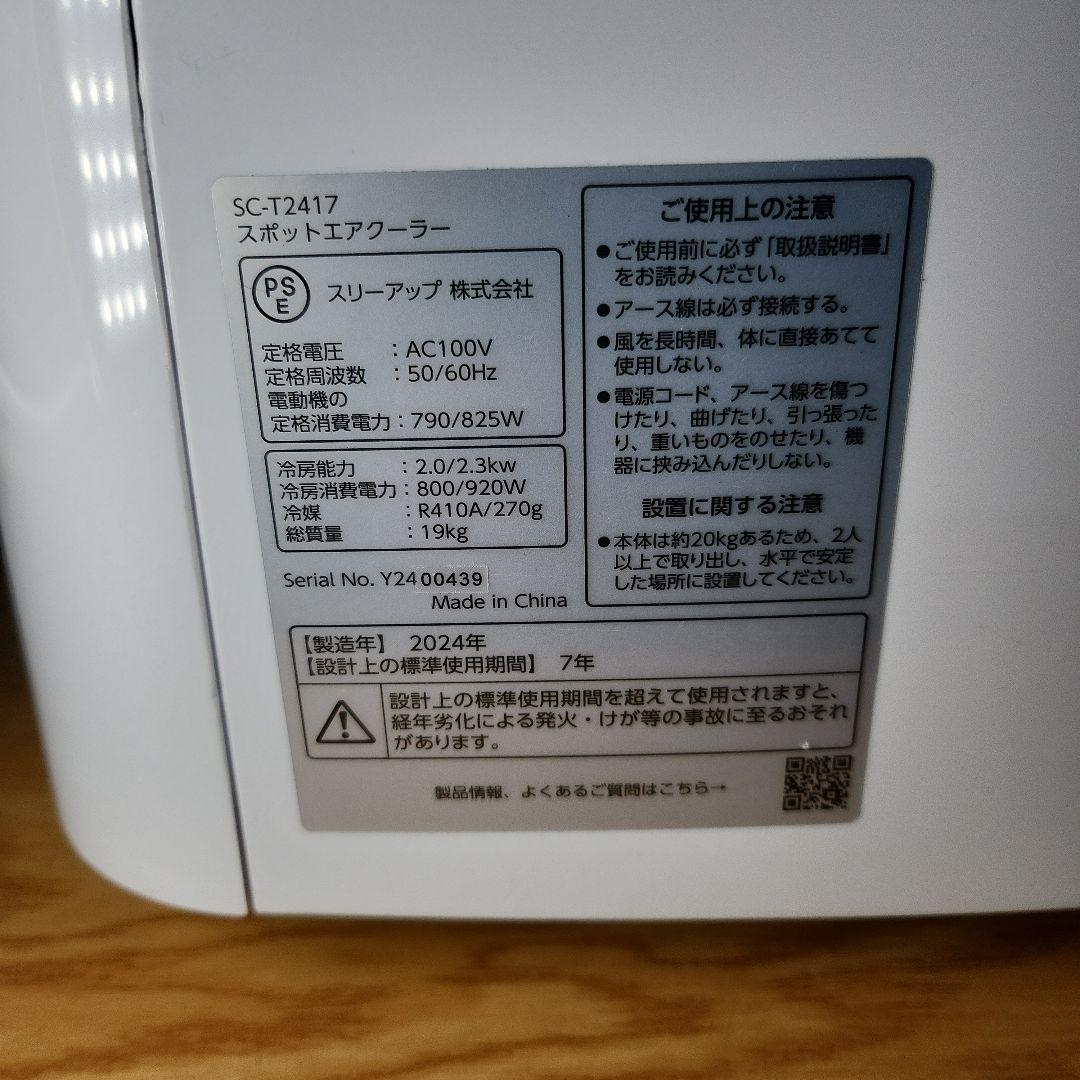 SC-T2417
スポットエアクーラー
PS
E
スリーアップ 株式会社
定格電圧 : AC100V
定格周波数 : 50/60Hz
電動機の
定格消費電力 : 790/825W
冷房能力 : 2.0/2.3kw
冷房消費電力 : 800/920W
冷媒 : R410A/270g
総質量 : 19kg
Serial No. Y2400439
Made in China
ご使用上の注意
●ご使用前に必ず「取扱説明書」
をお読みください。
●アース線は必ず接続する。
●風を長時間、体に直接あてて
使用しない。
●電源コード、アース線を傷つ
けたり、曲げたり、引っ張った
り、重いものをのせたり、機
器に挟み込んだりしない。
設置に関する注意
●本体は約20kgあるため、2人
以上で取り出し、水平で安定
した場所に設置してください。
【製造年】 2024年
【設計上の標準使用期間】 7年
設計上の標準使用期間を超えて使用されますと、
経年劣化による発火・けが等の事故に至るおそれ
があります。
製品情報、よくあるご質問はこちら→